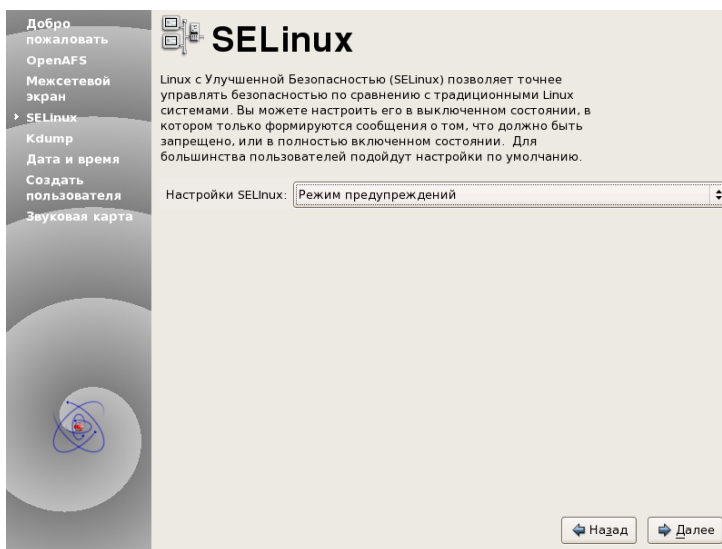 Добро
пожаловать
OpenAFS
Межсетевой
экран
SELinux
Kdump
Дата и время
Создать
пользователя
Звуковая карта
SELinux
Linux с Улучшенной Безопасностью (SELinux) позволяет точнее
управлять безопасностью по сравнению с традиционными Linux
системами. Вы можете настроить его в выключенном состоянии, в
котором только формируются сообщения о том, что должно быть
запрещено, или в полностью включенном состоянии. Для
большинства пользователей подойдут настройки по умолчанию.
Настройки SELInux: Режим предупреждений
Назад
Далее